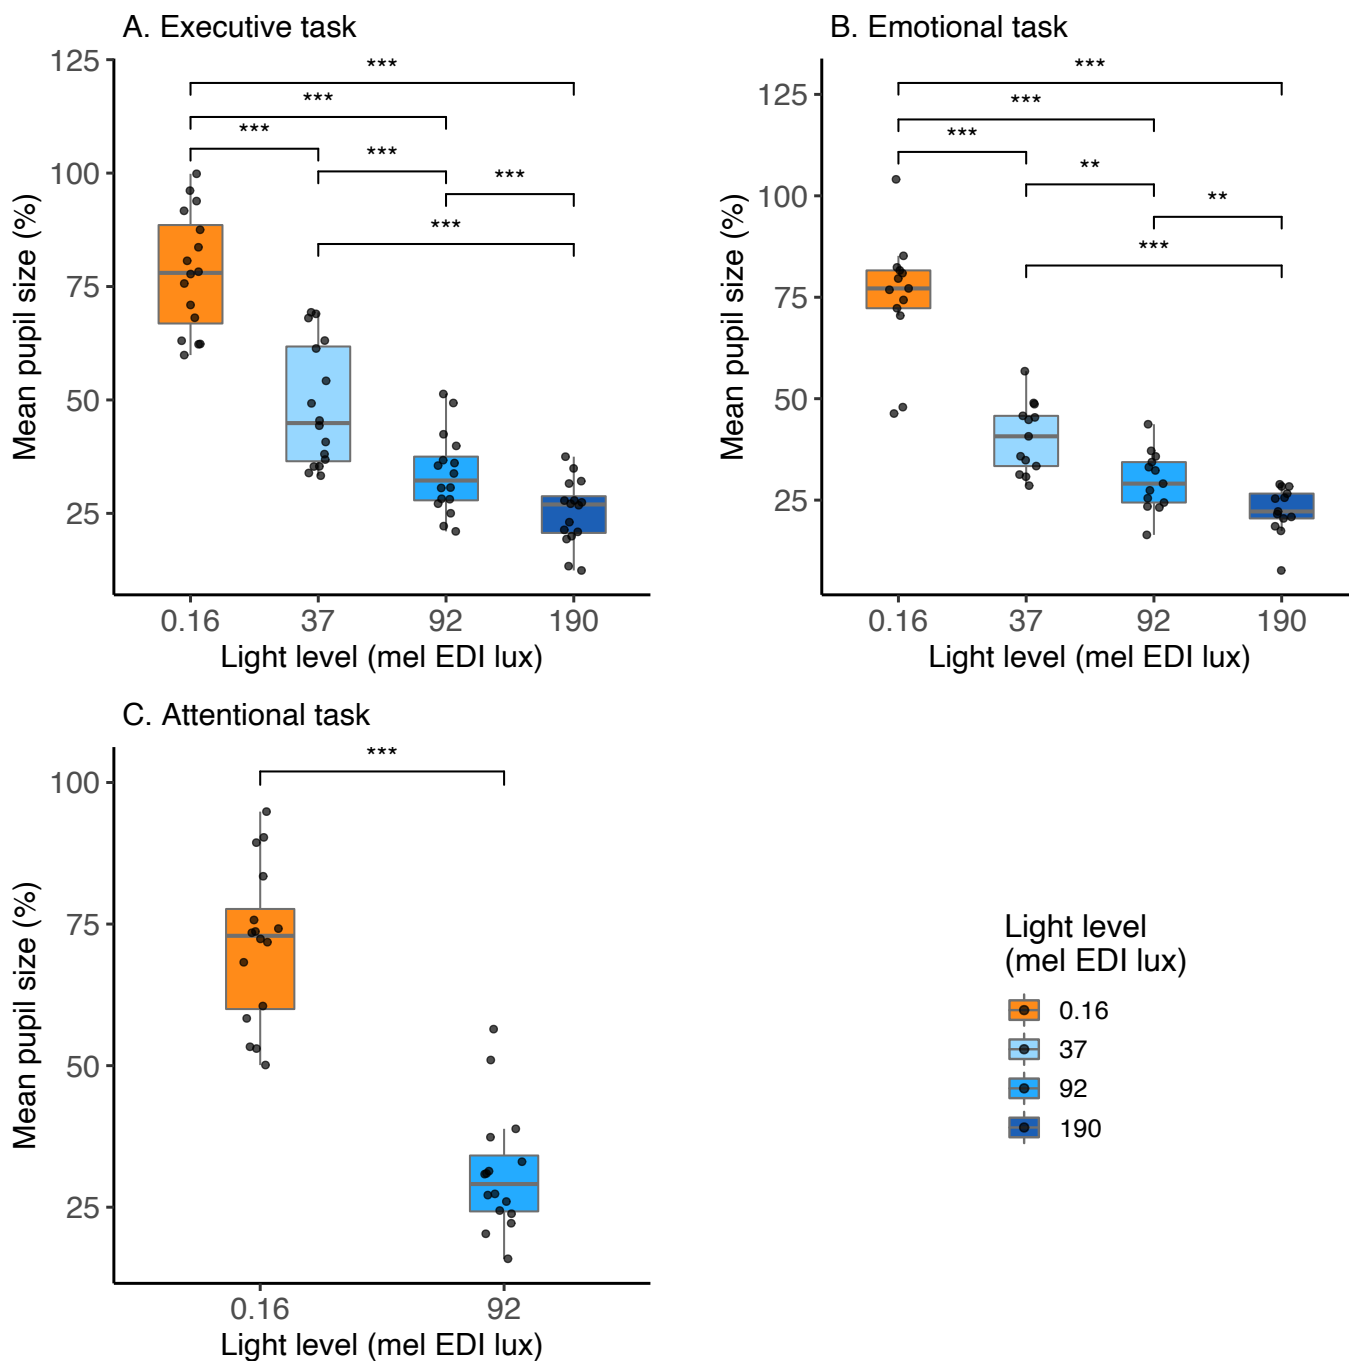 A. Executive task
125
100
75
50
25
Mean pupil size (%)
***
***
***
***
***
***
0.16 37 92 190
Light level (mel EDI lux)
B. Emotional task
125
100
75
50
25
Mean pupil size (%)
***
***
***
**
**
***
0.16 37 92 190
Light level (mel EDI lux)
C. Attentional task
100
75
50
25
Mean pupil size (%)
***
0.16 92
Light level (mel EDI lux)
Light level
(mel EDI lux)
0.16
37
92
190